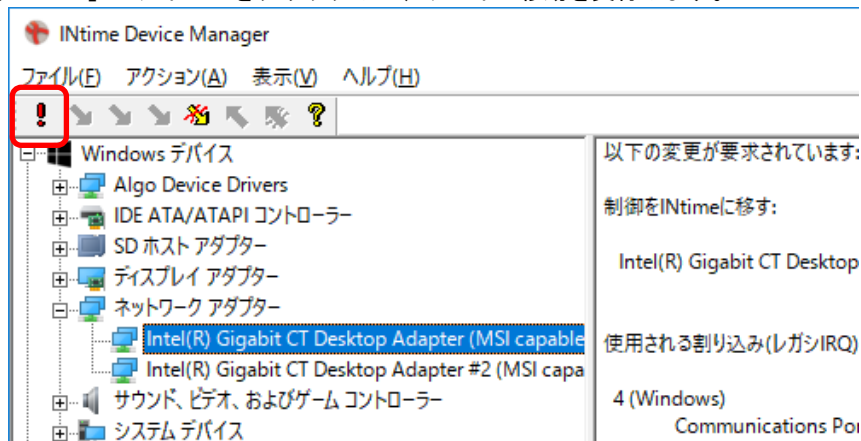 INtime Device Manager
ファイル(F) アクション(A) 表示(V) ヘルプ(H)
Windows デバイス
Algo Device Drivers
IDE ATA/ATAPI コントローラー
SD ホスト アダプター
ディスプレイ アダプター
ネットワーク アダプター
Intel(R) Gigabit CT Desktop Adapter (MSI capable
Intel(R) Gigabit CT Desktop Adapter #2 (MSI capa
サウンド、ビデオ、およびゲーム コントローラー
システム デバイス
以下の変更が要求されています:
制御をINtimeに移す:
Intel(R) Gigabit CT Desktop
使用される割り込み(レガシIRQ)
4 (Windows)
Communications Por